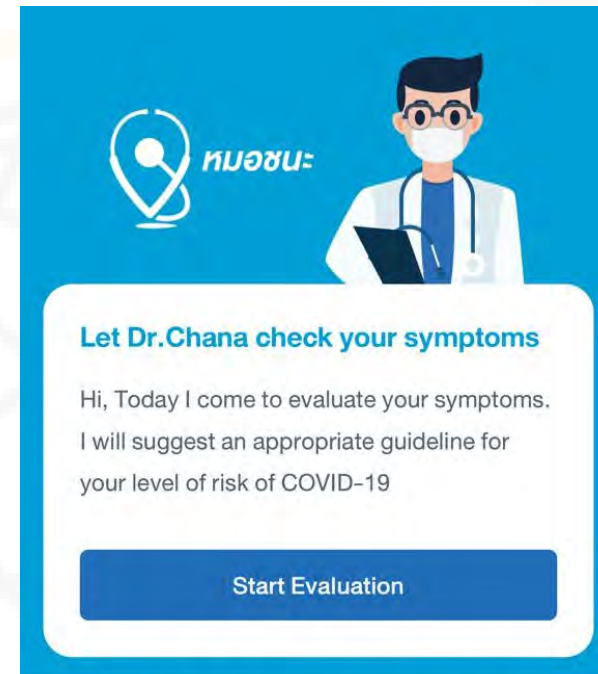 หมอชนะ
Let Dr.Chana check your symptoms
Hi, Today I come to evaluate your symptoms.
I will suggest an appropriate guideline for
your level of risk of COVID-19
Start Evaluation